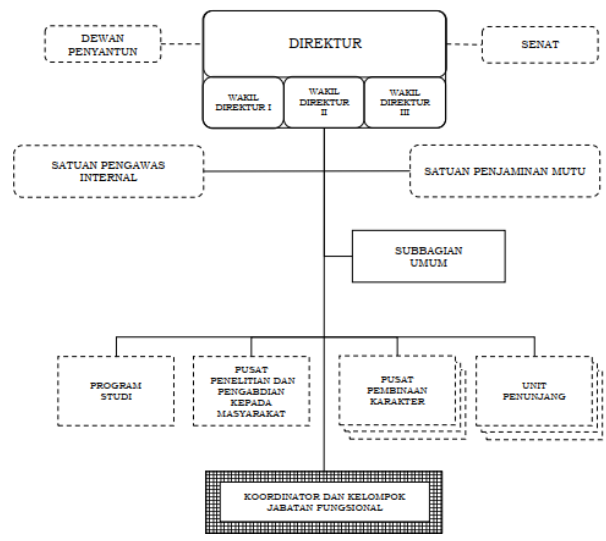 DEWAN
PENYANTUN
DIREKTUR
SENAT
WAKIL
DIREKTUR I
WAKIL
DIREKTUR
II
WAKIL
DIREKTUR
III
SATUAN PENGAWAS
INTERNAL
SATUAN PENJAMINAN MUTU
SUBBAGIAN
UMUM
PROGRAM
STUDI
PUSAT
PENELITIAN DAN
PENGABDIAN
KEPADA
MASYARAKAT
PUSAT
PEMBINAAN
KARAKTER
UNIT
PENUNJANG
KOORDINATOR DAN KELOMPOK
JABATAN FUNGSIONAL